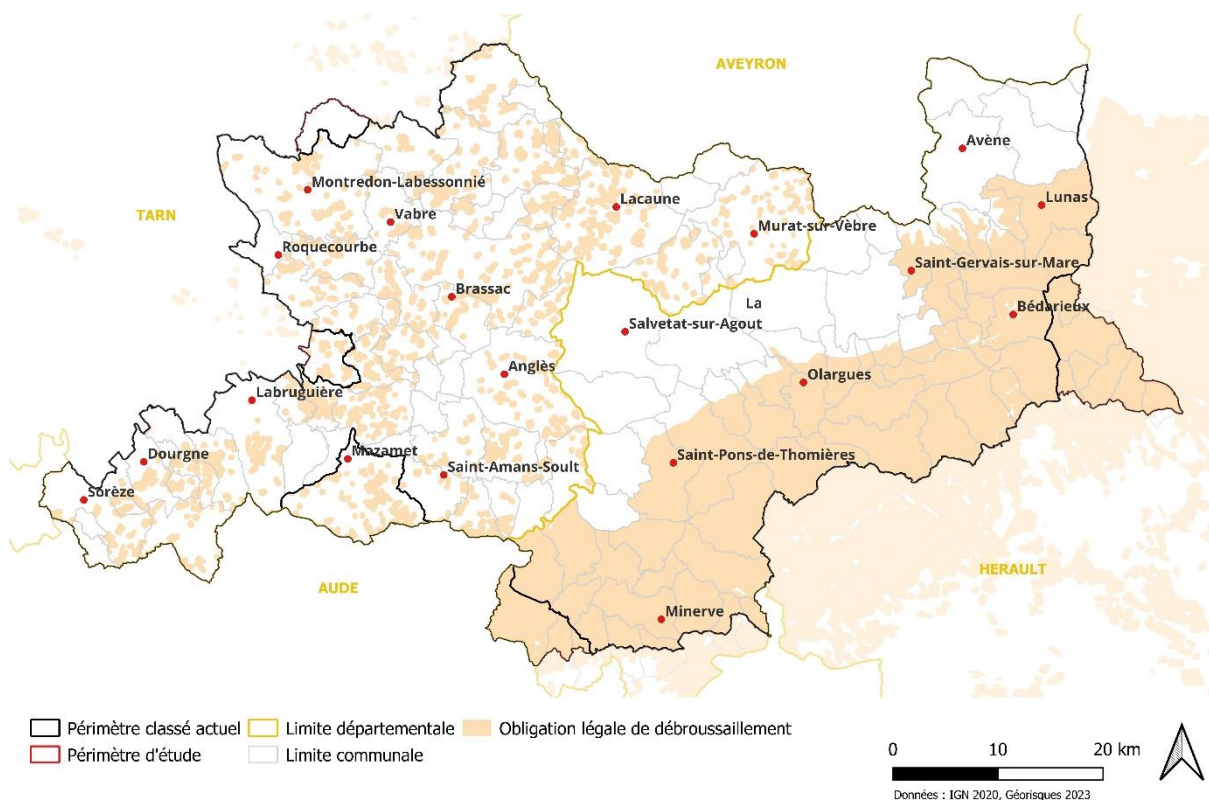 AVEYRON
Avène
Montredon-Labessonnié
Lacaune
Lunas
TARN
Vabre
Murat-sur-Vèbre
Roquecourbe
Saint-Gervais-sur-Mare
Brassac
La
Salvetat-sur-Agout
Bédarieux
Anglès
Olargues
Labruguière
Dourgne
Mazamet
Saint-Pons-de-Thomières
Saint-Amans-Soult
Sorèze
HERAULT
AUDE
Minerve
Périmètre classé actuel
Limite départementale
Obligation légale de débroussaillement
Périmètre d'étude
Limite communale
0 10 20 km
Données : IGN 2020, Géorisques 2023